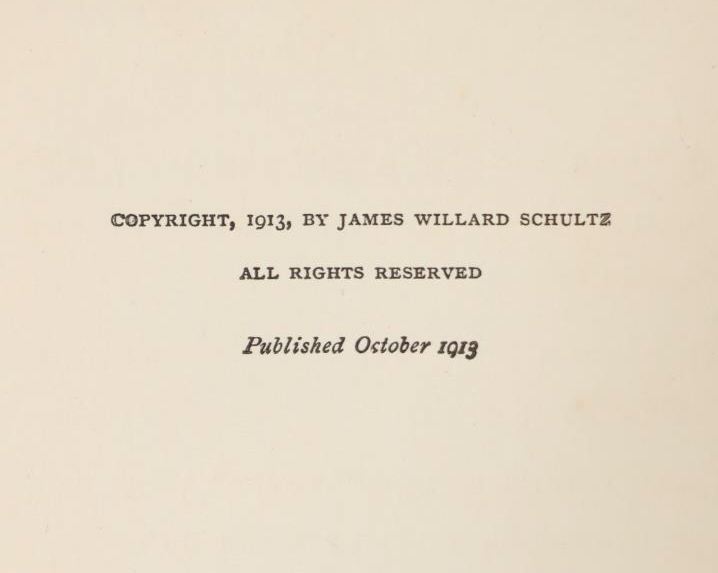 COPYRIGHT, 1913, BY JAMES WILLARD SCHULTZ
ALL RIGHTS RESERVED
Published October 1913